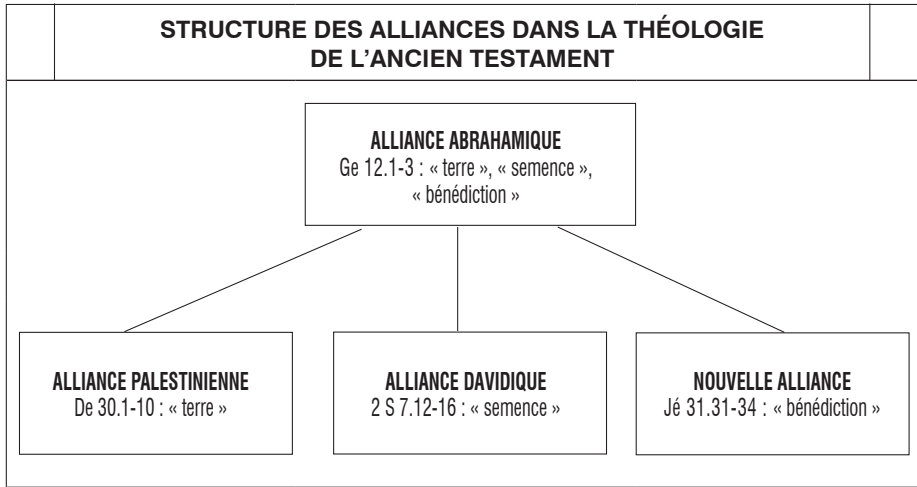 STRUCTURE DES ALLIANCES DANS LA THÉOLOGIE
DE L'ANCIEN TESTAMENT
ALLIANCE ABRAHAMIQUE
Ge 12.1-3 : « terre », « semence »,
« bénédiction »
ALLIANCE PALESTINIENNE
De 30.1-10 : « terre »
ALLIANCE DAVIDIQUE
2 S 7.12-16 : « semence »
NOUVELLE ALLIANCE
Jé 31.31-34 : « bénédiction »